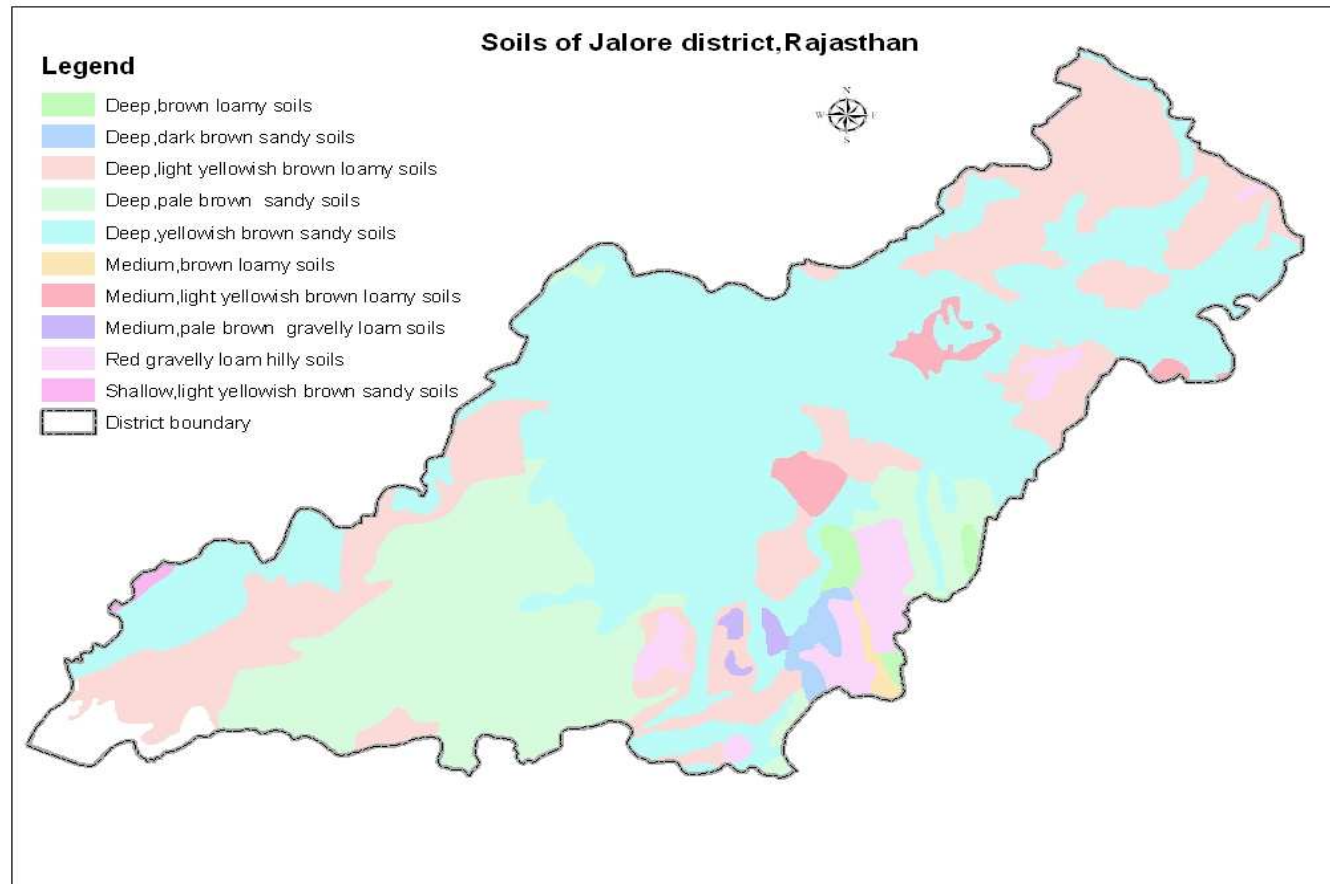 Soils of Jalore district,Rajasthan
Legend
Deep,brown loamy soils
Deep,dark brown sandy soils
Deep,light yellowish brown loamy soils
Deep,pale brown sandy soils
Deep,yellowish brown sandy soils
Medium,brown loamy soils
Medium,light yellowish brown loamy soils
Medium,pale brown gravelly loam soils
Red gravelly loam hilly soils
Shallow,light yellowish brown sandy soils
District boundary
N
W E
S